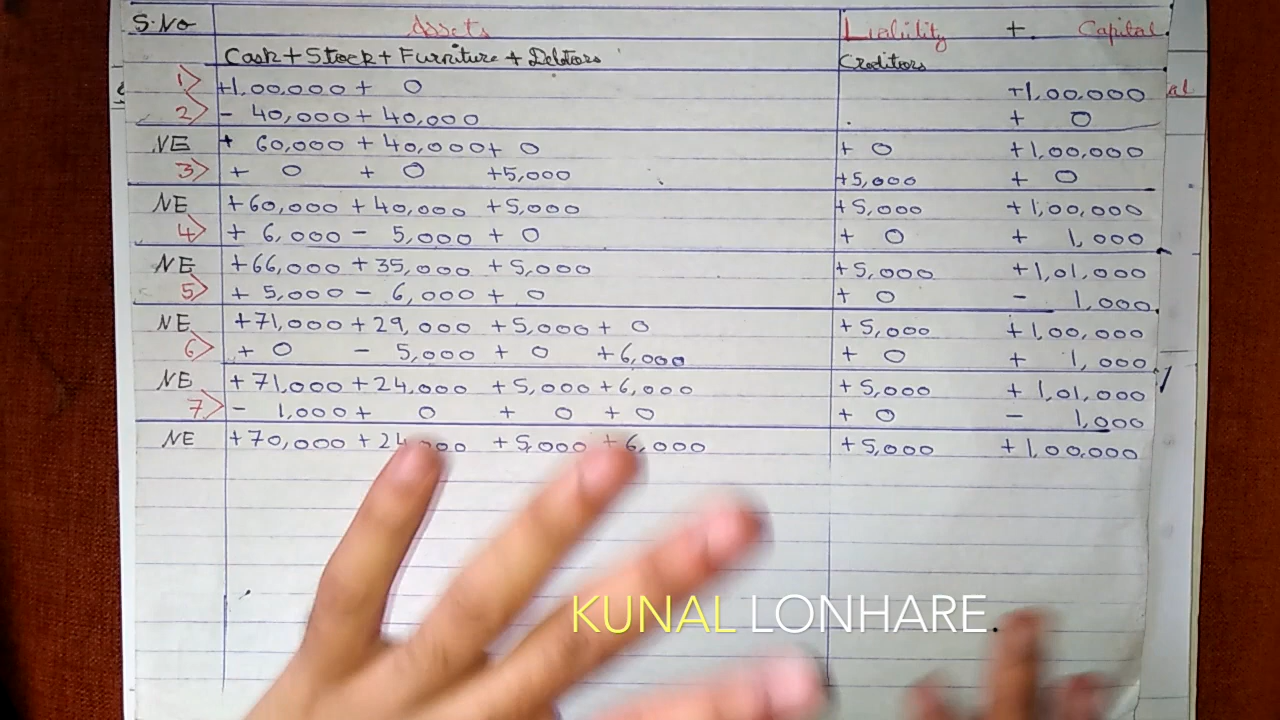 S.No Assets Liability + Capital.
Cash+Stock+Furniture+Debtors Creditors
1> +1,00,000 + 0 +1,00,000 al
2> - 40,000+40,000 + 0
NE + 60,000 + 40,000+ 0 + 0 +1,00,000
3> + 0 + 0 +5,000 +5,000 + 0
NE +60,000 +40,000 +5,000 +5,000 +1,00,000
4> + 6,000 - 5,000 + 0 + 0 + 1,000
NE +66,000 +35,000 +5,000 +5,000 +1,01,000
5> + 5,000 - 6,000 + 0 + 0 - 1,000.
NE +71,000 +29,000 +5,000 + 0 +5,000 +1,00,000
6> + 0 - 5,000 + 0 +6,000 + 0 + 1,000
NE +71,000 +24,000 +5,000 +6,000 +5,000 + 1,01,000
7> - 1,000 + 0 + 0 + 0 + 0 - 1,000
NE +70,000 +5,000 +6,000 +5,000 +1,00,000
KUNAL LONHARE.